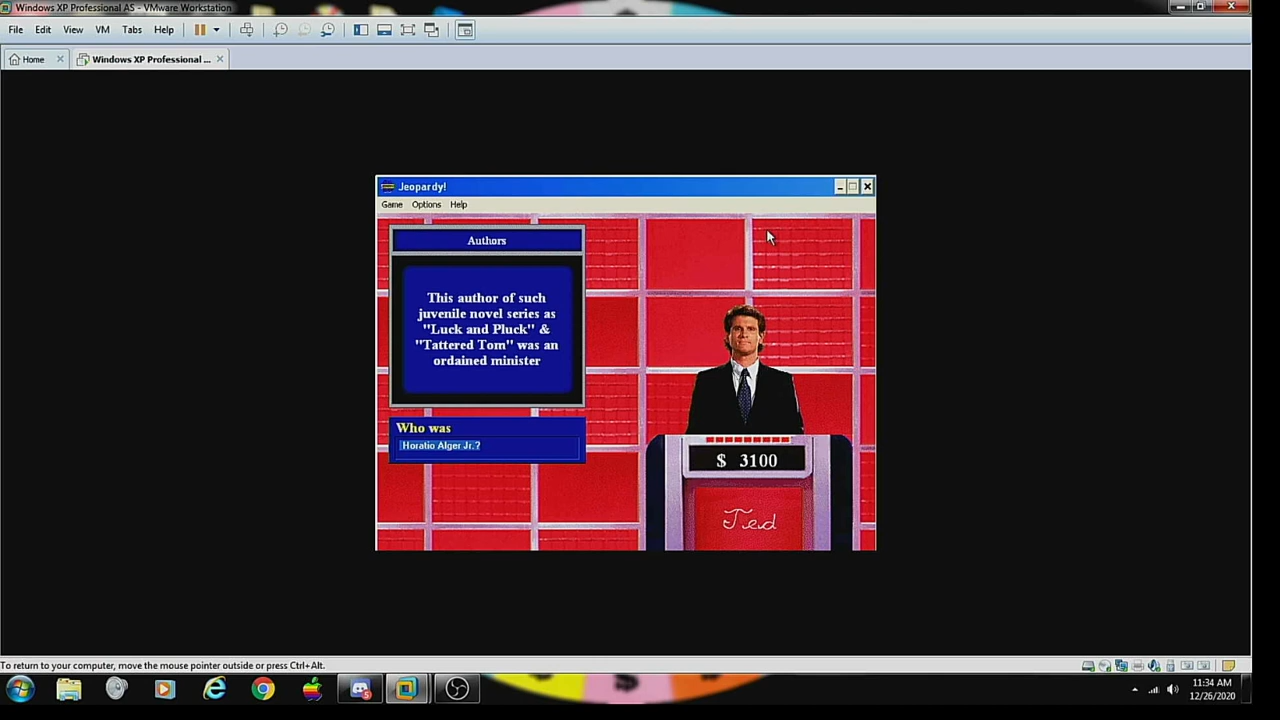 Windows XP Professional AS - VMware Workstation
File Edit View VM Tabs Help
Home
Windows XP Professional ...
Jeopardy!
Game Options Help
Authors
This author of such
juvenile novel series as
"Luck and Pluck" &
"Tattered Tom" was an
ordained minister
Who was
Horatio Alger Jr.?
$ 3100
Ted
To return to your computer, move the mouse pointer outside or press Ctrl+Alt.
5
11:34 AM
12/26/2020